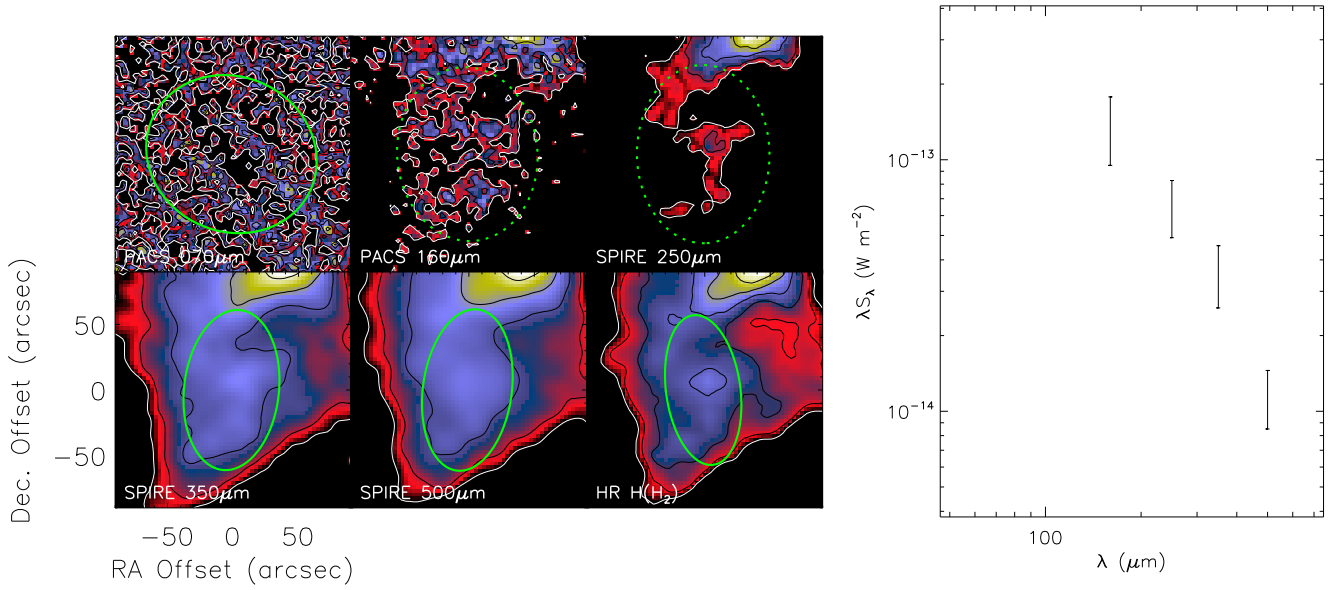 PACS 070μm
PACS 160μm
SPIRE 250μm
SPIRE 350μm
SPIRE 500μm
HR H(H₂)
Dec. Offset (arcsec)
50
0
−50
−50 0 50
RA Offset (arcsec)
λSλ (W m⁻²)
10⁻¹³
10⁻¹⁴
100
λ (μm)